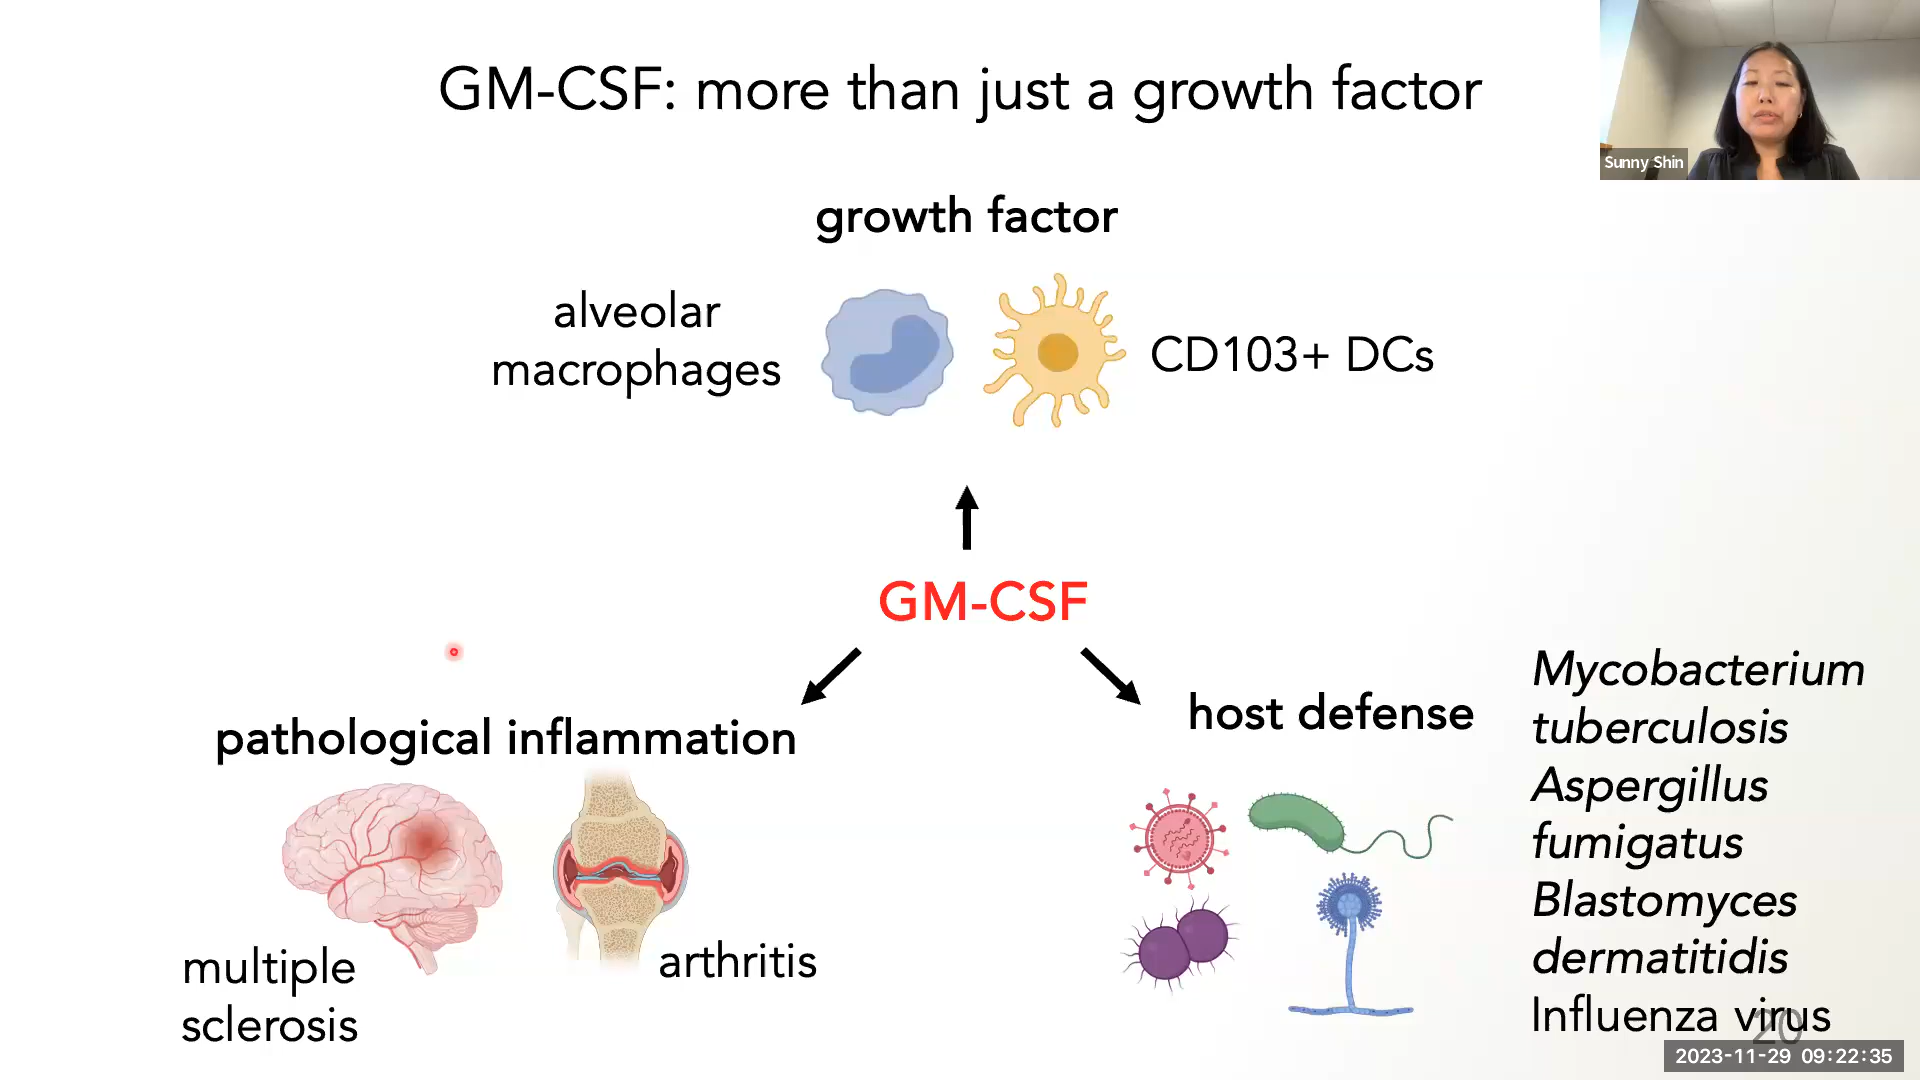 GM-CSF: more than just a growth factor
Sunny Shin
growth factor
alveolar
macrophages
CD103+ DCs
GM-CSF
pathological inflammation
multiple
sclerosis
arthritis
host defense
Mycobacterium
tuberculosis
Aspergillus
fumigatus
Blastomyces
dermatitidis
Influenza virus
20
2023-11-29 09:22:35